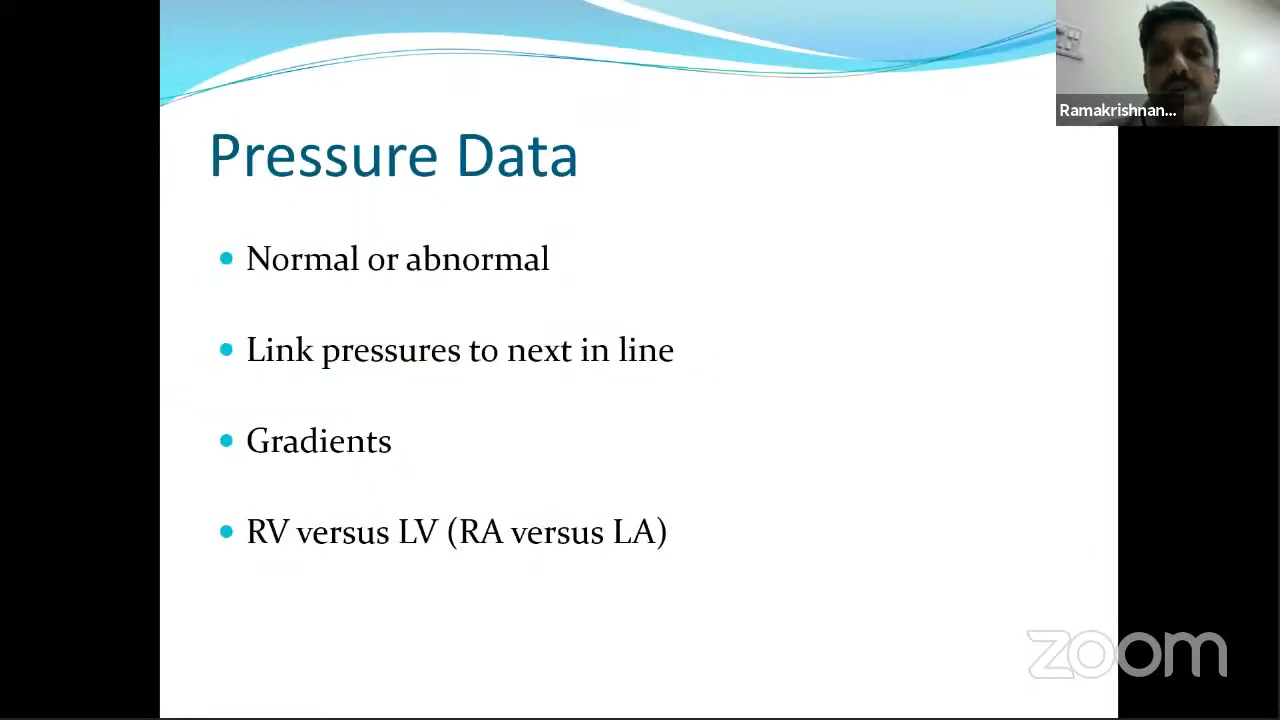 Ramakrishnan...
Pressure Data
Normal or abnormal
Link pressures to next in line
Gradients
RV versus LV (RA versus LA)
zoom